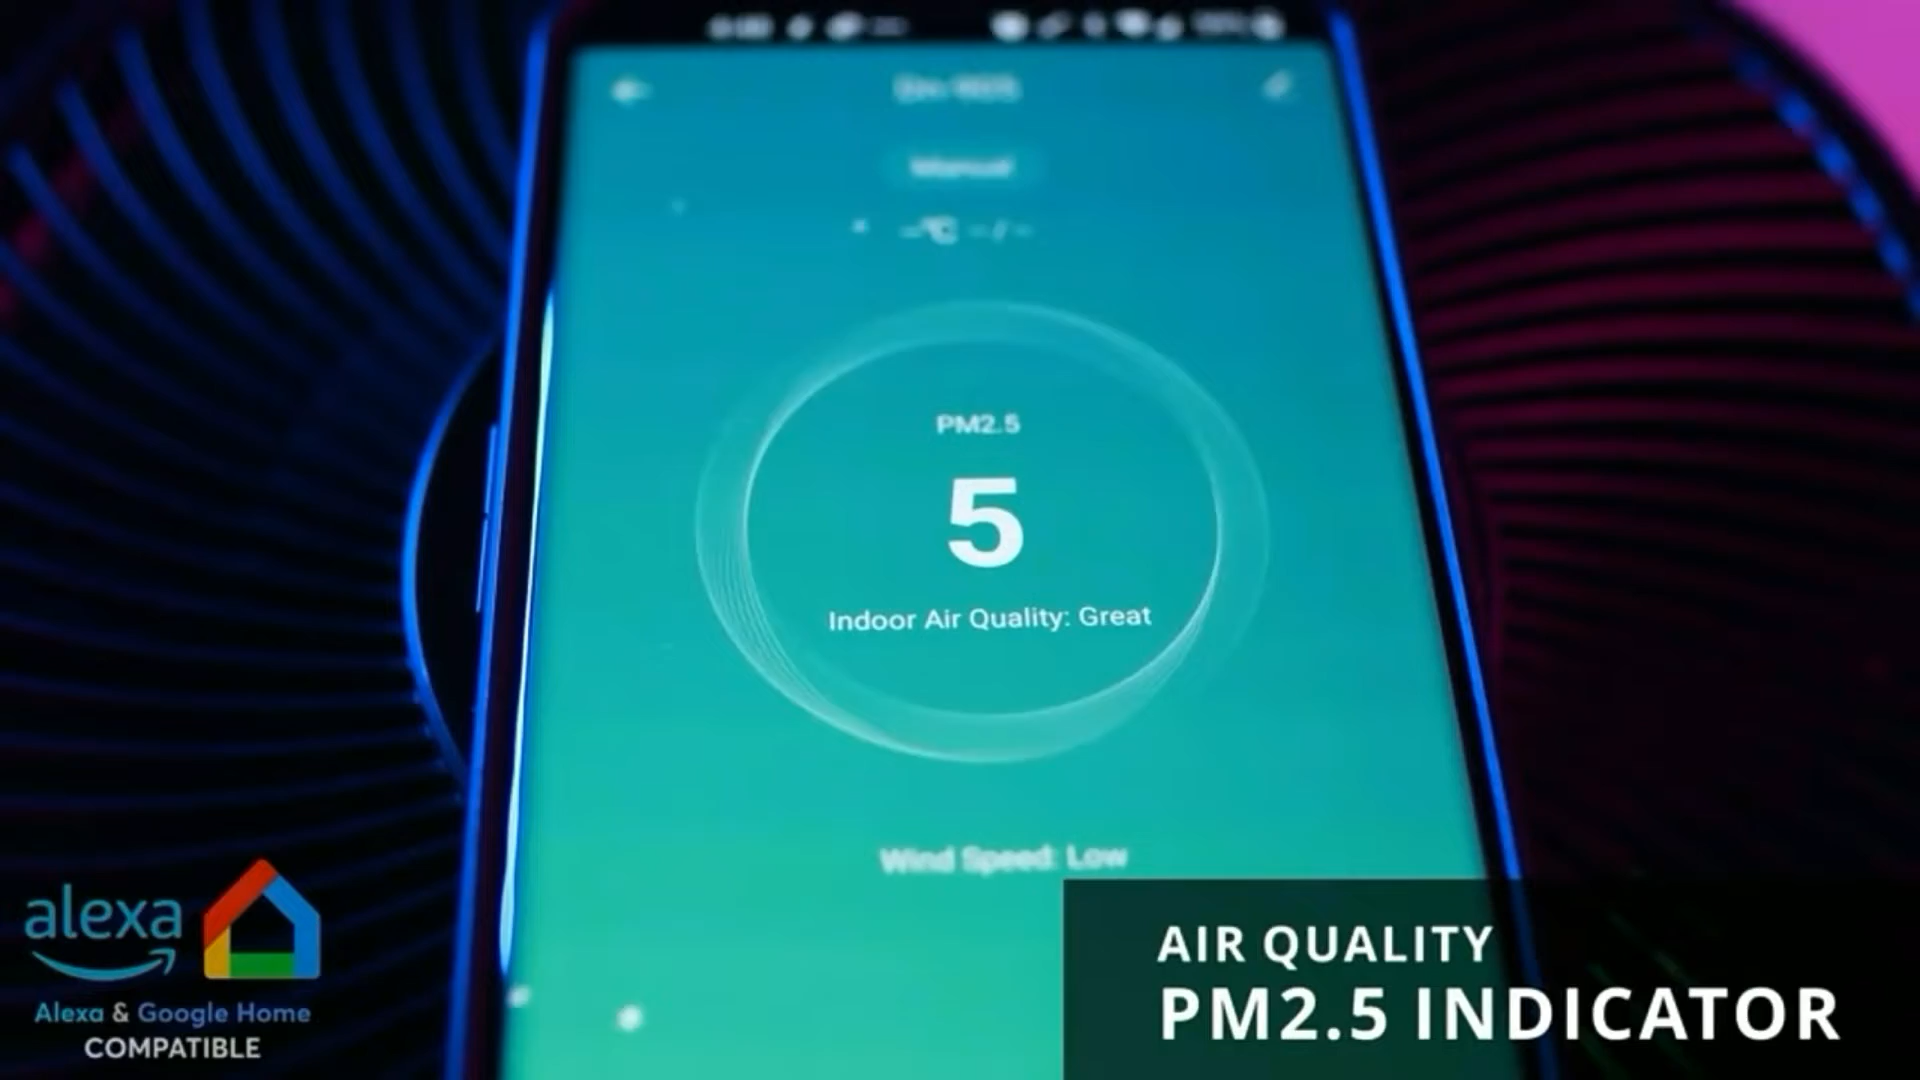 Manual
PM2.5
5
Indoor Air Quality: Great
Wind Speed: Low
alexa
Alexa & Google Home
COMPATIBLE
AIR QUALITY
PM2.5 INDICATOR